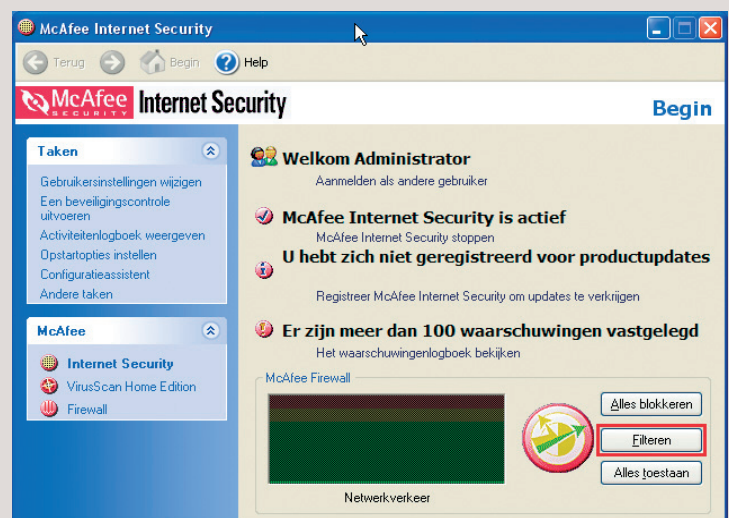 McAfee Internet Security
Terug Begin Help
McAfee SECURITY Internet Security
Begin
Taken
Gebruikersinstellingen wijzigen
Een beveiligingscontrole
uitvoeren
Activiteitenlogboek weergeven
Opstartopties instellen
Configuratieassistent
Andere taken
McAfee
Internet Security
VirusScan Home Edition
Firewall
Welkom Administrator
Aanmelden als andere gebruiker
McAfee Internet Security is actief
McAfee Internet Security stoppen
U hebt zich niet geregistreerd voor productupdates
Registreer McAfee Internet Security om updates te verkrijgen
Er zijn meer dan 100 waarschuwingen vastgelegd
Het waarschuwingenlogboek bekijken
McAfee Firewall
Netwerkverkeer
Alles blokkeren
Filteren
Alles toestaan